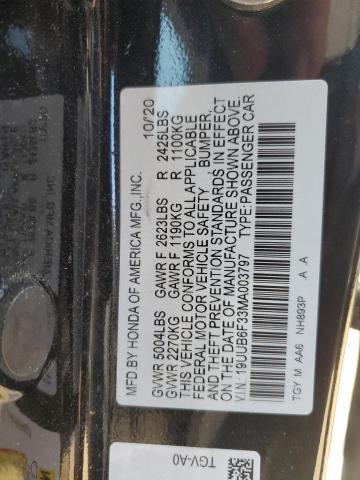 MFD BY HONDA OF AMERICA MFG.,INC. 10/20
GVWR 5004LBS GAWR F 2623LBS R 2425LBS
GVWR 2270KG GAWR F 1190KG R 1100KG
THIS VEHICLE CONFORMS TO ALL APPLICABLE
FEDERAL MOTOR VEHICLE SAFETY BUMPER,
AND THEFT PREVENTION STANDARDS IN EFFECT
ON THE DATE OF MANUFACTURE SHOWN ABOVE.
VIN:19UUB6F33MA003797 TYPE:PASSENGER CAR
TGY M AA6 NH893P A A
TGV-A0